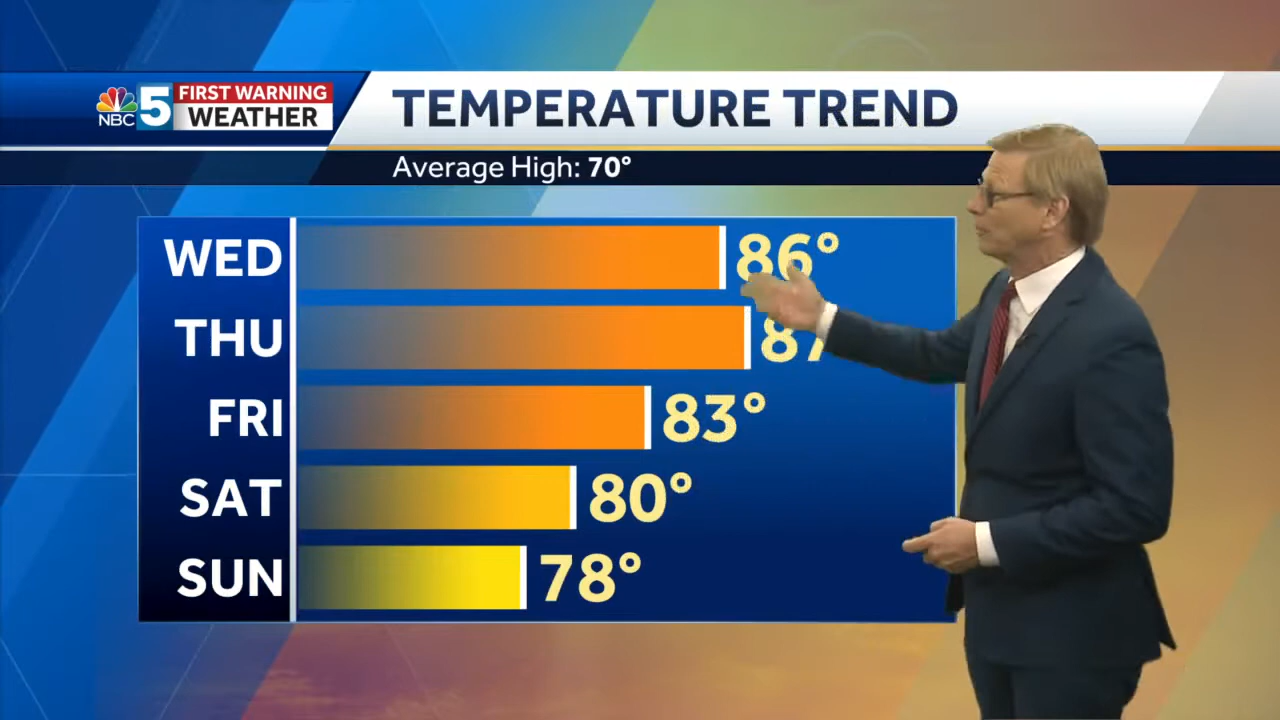 NBC 5 FIRST WARNING WEATHER
TEMPERATURE TREND
Average High: 70°
WED 86°
THU 87
FRI 83°
SAT 80°
SUN 78°